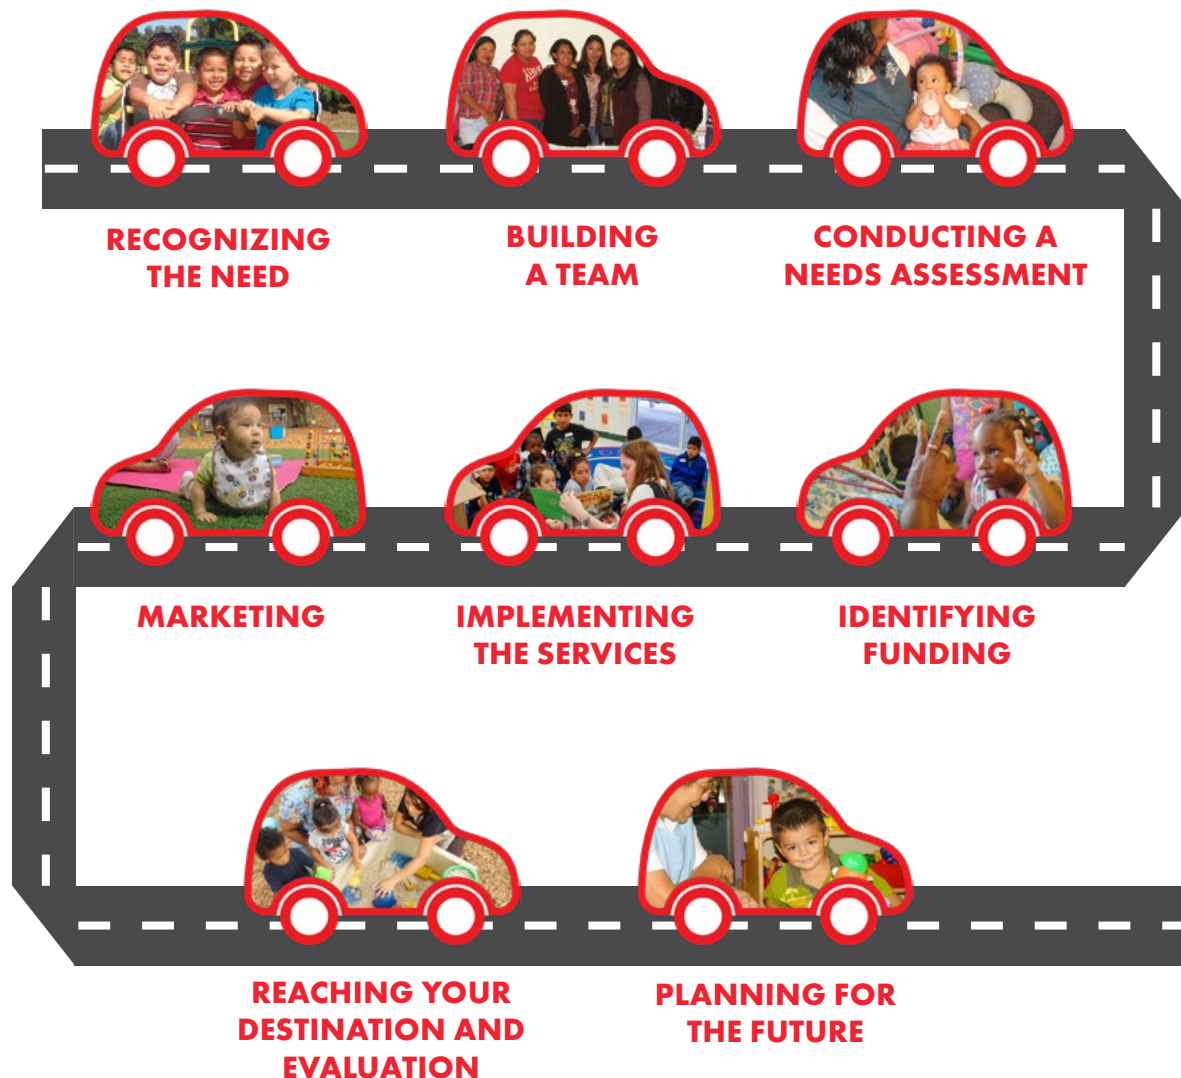 RECOGNIZING
THE NEED
BUILDING
A TEAM
CONDUCTING A
NEEDS ASSESSMENT
IDENTIFYING
FUNDING
IMPLEMENTING
THE SERVICES
MARKETING
REACHING YOUR
DESTINATION AND
EVALUATION
PLANNING FOR
THE FUTURE